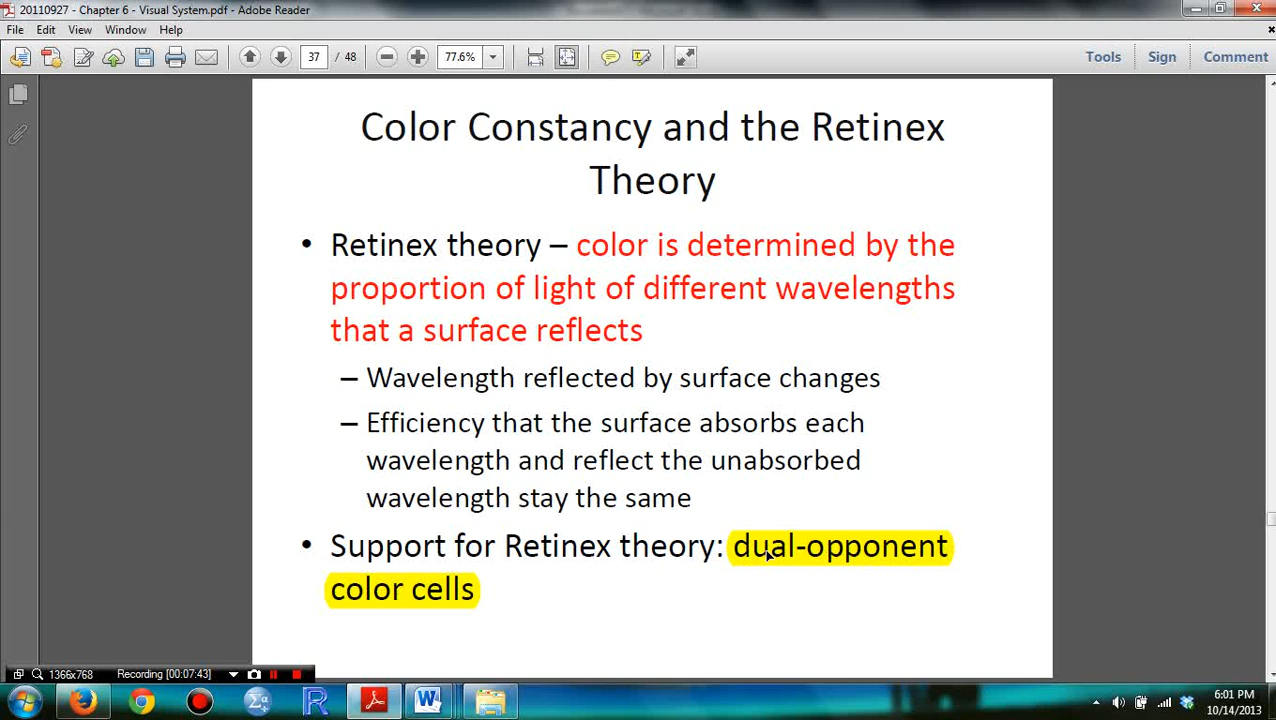 20110927 - Chapter 6 - Visual System.pdf - Adobe Reader
File Edit View Window Help
37 / 48 77.6% Tools Sign Comment
Color Constancy and the Retinex
Theory
• Retinex theory – color is determined by the
proportion of light of different wavelengths
that a surface reflects
– Wavelength reflected by surface changes
– Efficiency that the surface absorbs each
wavelength and reflect the unabsorbed
wavelength stay the same
• Support for Retinex theory: dual-opponent
color cells
1366x768 Recording [00:07:43]
6:01 PM
10/14/2013